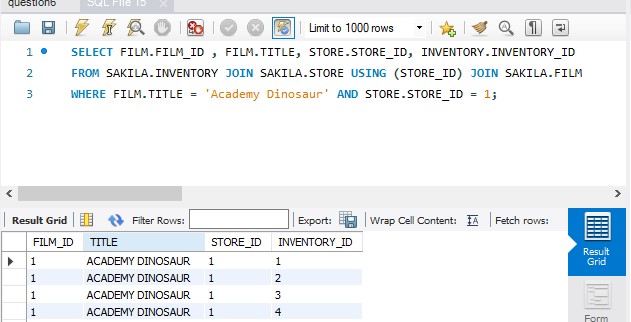 question6 SQL File 15
Limit to 1000 rows
1 SELECT FILM.FILM_ID , FILM.TITLE, STORE.STORE_ID, INVENTORY.INVENTORY_ID
2 FROM SAKILA.INVENTORY JOIN SAKILA.STORE USING (STORE_ID) JOIN SAKILA.FILM
3 WHERE FILM.TITLE = 'Academy Dinosaur' AND STORE.STORE_ID = 1;
Result Grid Filter Rows: Export: Wrap Cell Content: IA Fetch rows:
FILM_ID TITLE STORE_ID INVENTORY_ID
1 ACADEMY DINOSAUR 1 1
1 ACADEMY DINOSAUR 1 2
1 ACADEMY DINOSAUR 1 3
1 ACADEMY DINOSAUR 1 4
Result
Grid
Form